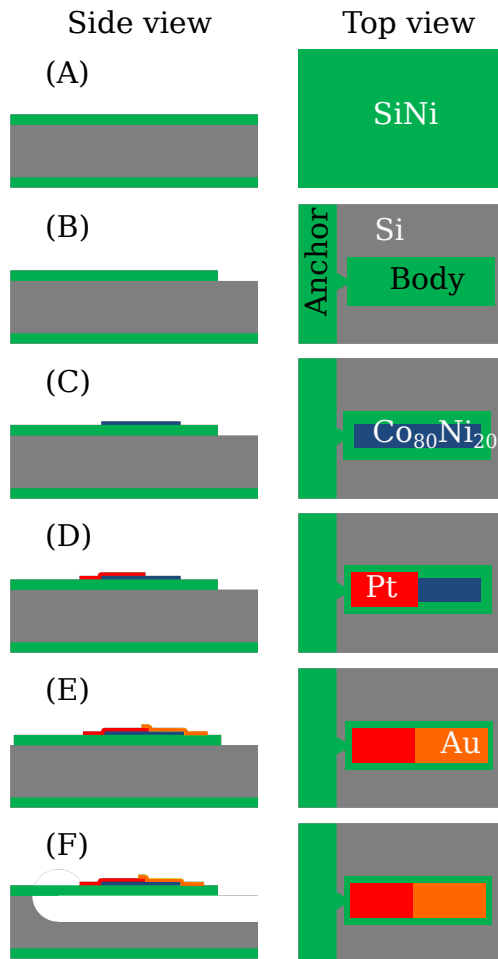 Side view Top view
(A)
SiNi
(B)
Anchor
Si
Body
(C)
Co₈₀Ni₂₀
(D)
Pt
(E)
Au
(F)